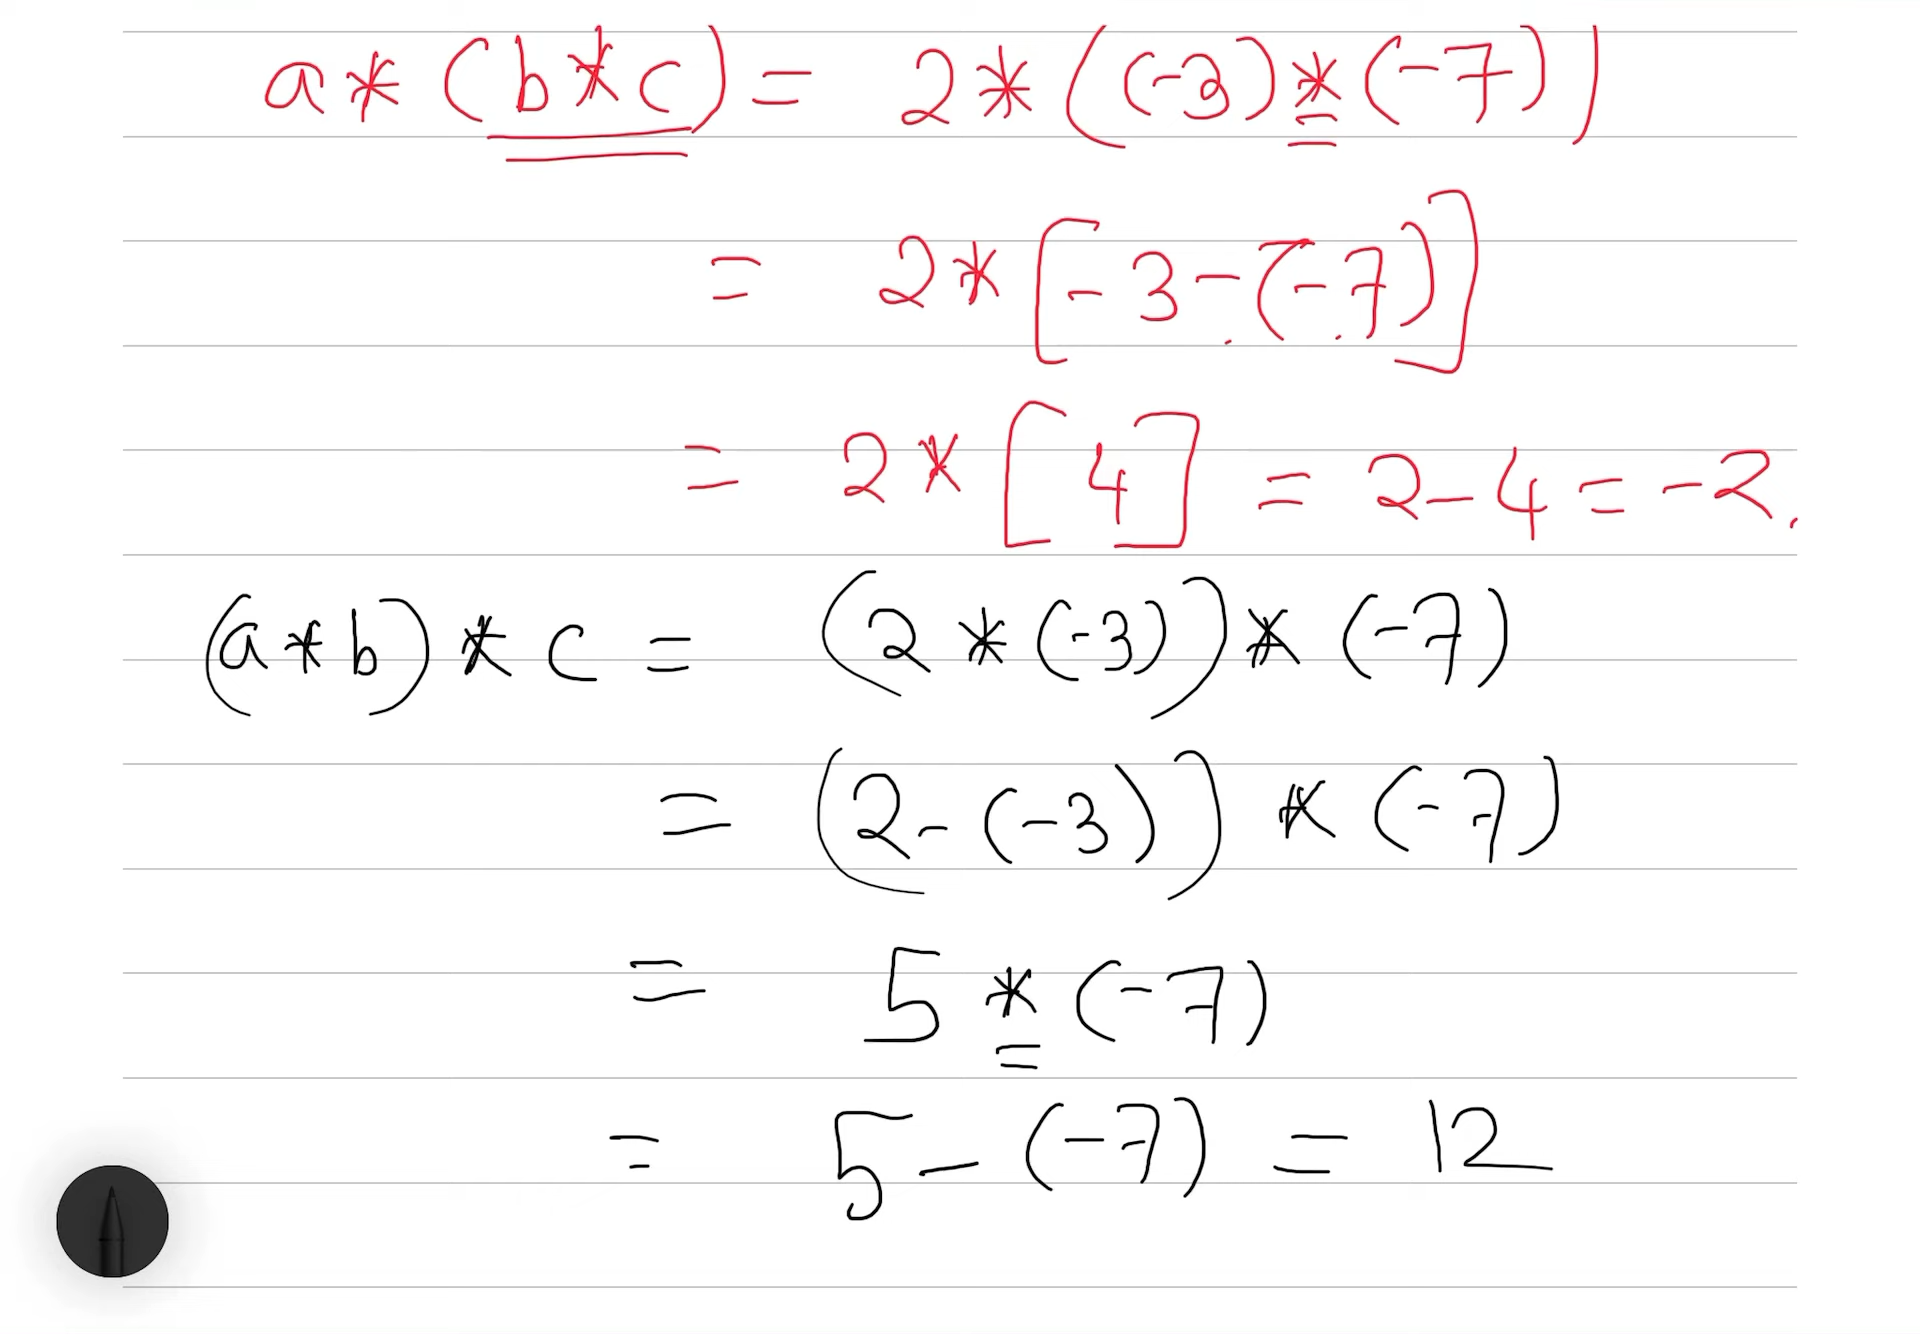 a * (b * c) = 2 * ((-3) * (-7))
= 2 * [-3 - (-7)]
= 2 * [4] = 2 - 4 = -2.
(a * b) * c = (2 * (-3)) * (-7)
= (2 - (-3)) * (-7)
= 5 * (-7)
= 5 - (-7) = 12